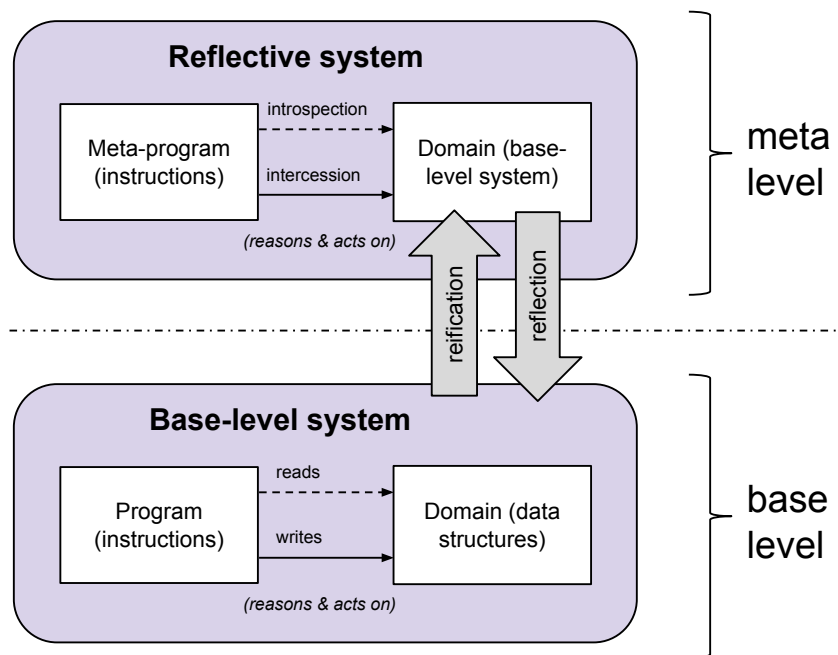 Reflective system
introspection
Meta-program
(instructions)
intercession
Domain (base-
level system)
(reasons & acts on)
meta
level
reification
reflection
Base-level system
reads
Program
(instructions)
writes
Domain (data
structures)
(reasons & acts on)
base
level